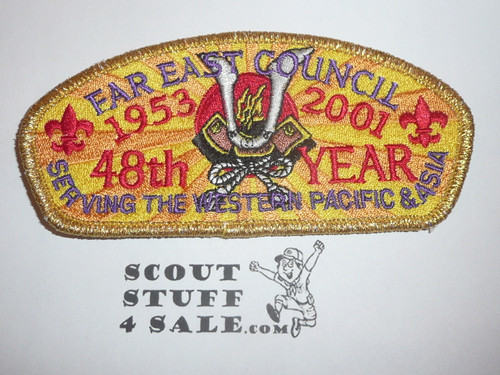 FAR EAST COUNCIL
1953 2001
48th YEAR
SERVING THE WESTERN PACIFIC & ASIA
SCOUT
STUFF
4 SALE.com